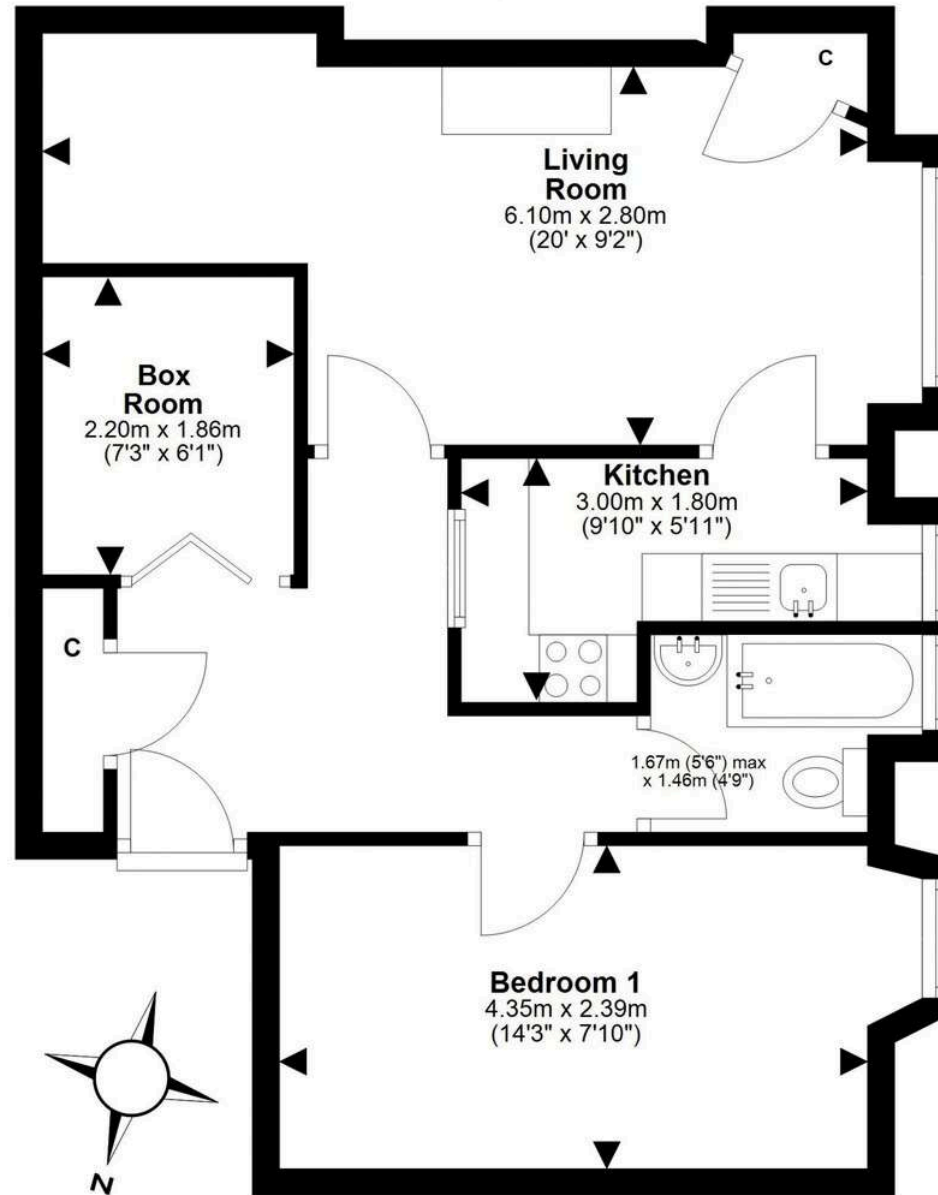 C
Living
Room
6.10m x 2.80m
(20' x 9'2")
Box
Room
2.20m x 1.86m
(7'3" x 6'1")
Kitchen
3.00m x 1.80m
(9'10" x 5'11")
C
1.67m (5'6") max
x 1.46m (4'9")
Bedroom 1
4.35m x 2.39m
(14'3" x 7'10")
N